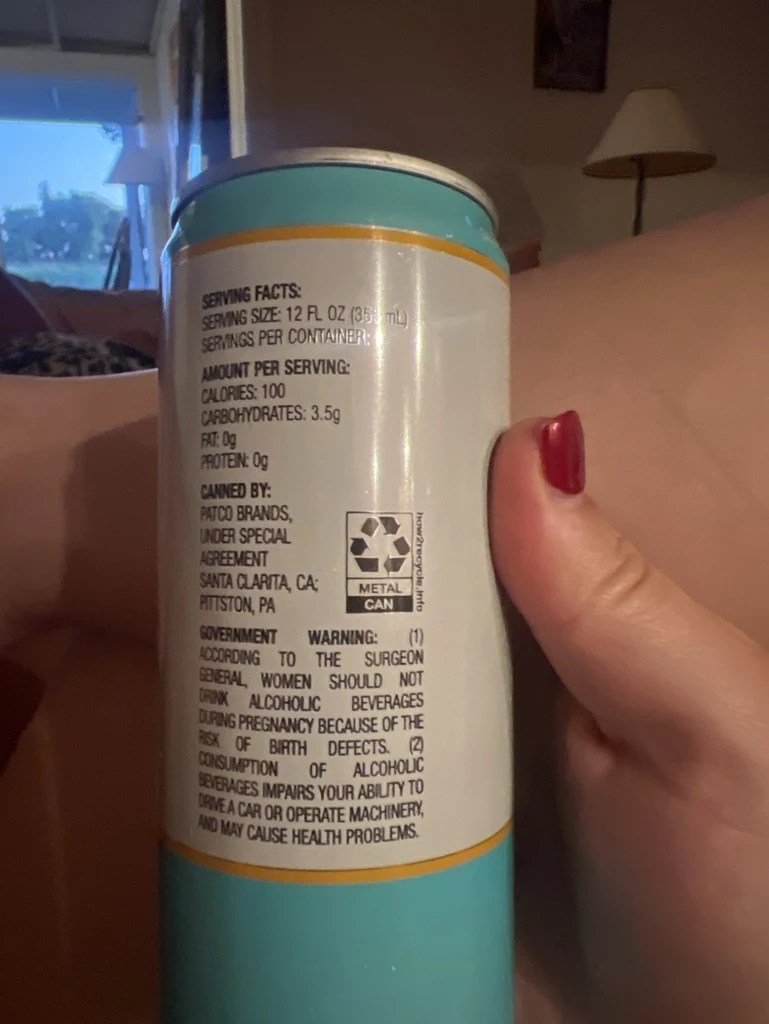 SERVING FACTS:
SERVING SIZE: 12 FL OZ (355 mL)
SERVINGS PER CONTAINER:
AMOUNT PER SERVING:
CALORIES: 100
CARBOHYDRATES: 3.5g
FAT: 0g
PROTEIN: 0g
CANNED BY:
PATCO BRANDS,
UNDER SPECIAL
AGREEMENT
SANTA CLARITA, CA;
PITTSTON, PA
METAL
CAN
how2recycle.info
GOVERNMENT WARNING: (1)
ACCORDING TO THE SURGEON
GENERAL, WOMEN SHOULD NOT
DRINK ALCOHOLIC BEVERAGES
DURING PREGNANCY BECAUSE OF THE
RISK OF BIRTH DEFECTS. (2)
CONSUMPTION OF ALCOHOLIC
BEVERAGES IMPAIRS YOUR ABILITY TO
DRIVE A CAR OR OPERATE MACHINERY,
AND MAY CAUSE HEALTH PROBLEMS.